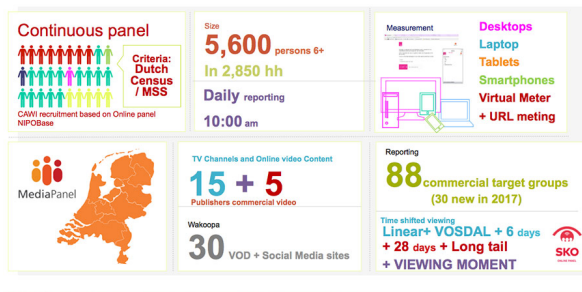 Continuous panel
Criteria:
Dutch
Census
/ MSS
CAWI recruitment based on Online panel
NIPOBase
Size
5,600 persons 6+
In 2,850 hh
Daily reporting
10:00 am
Measurement
Desktops
Laptop
Tablets
Smartphones
Virtual Meter
+ URL meting
MediaPanel
TV Channels and Online video Content
15 + 5
Publishers commercial video
Wakoopa
30 VOD + Social Media sites
Reporting
88 commercial target groups
(30 new in 2017)
Time shifted viewing
Linear+ VOSDAL + 6 days
+ 28 days + Long tail
+ VIEWING MOMENT
SKO